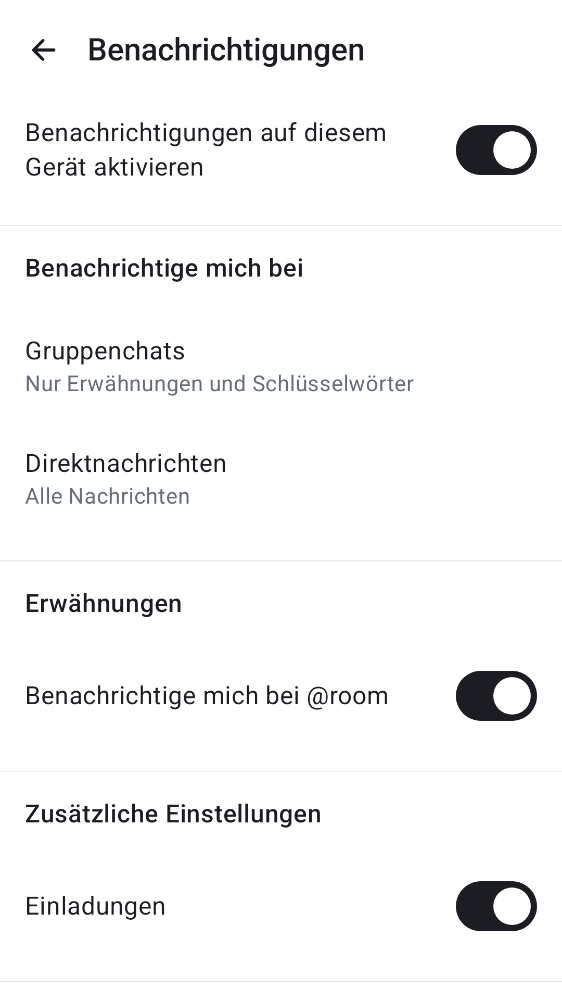 Benachrichtigungen
Benachrichtigungen auf diesem
Gerät aktivieren
Benachrichtige mich bei
Gruppenchats
Nur Erwähnungen und Schlüsselwörter
Direktnachrichten
Alle Nachrichten
Erwähnungen
Benachrichtige mich bei @room
Zusätzliche Einstellungen
Einladungen